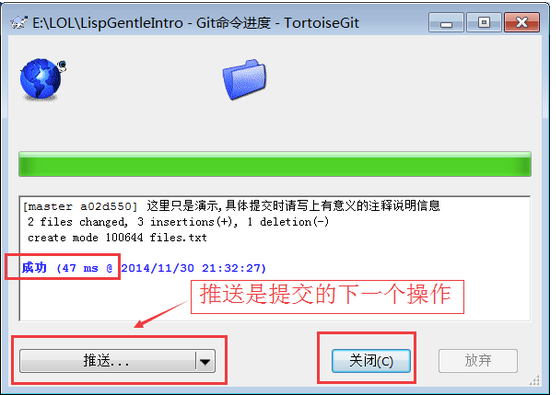 E:\LOL\LispGentleIntro - Git命令进度 - TortoiseGit
[master a02d550] 这里只是演示,具体提交时请写上有意义的注释说明信息
2 files changed, 3 insertions(+), 1 deletion(-)
create mode 100644 files.txt
成功 (47 ms @ 2014/11/30 21:32:27)
推送是提交的下一个操作
推送...
关闭(C)
放弃